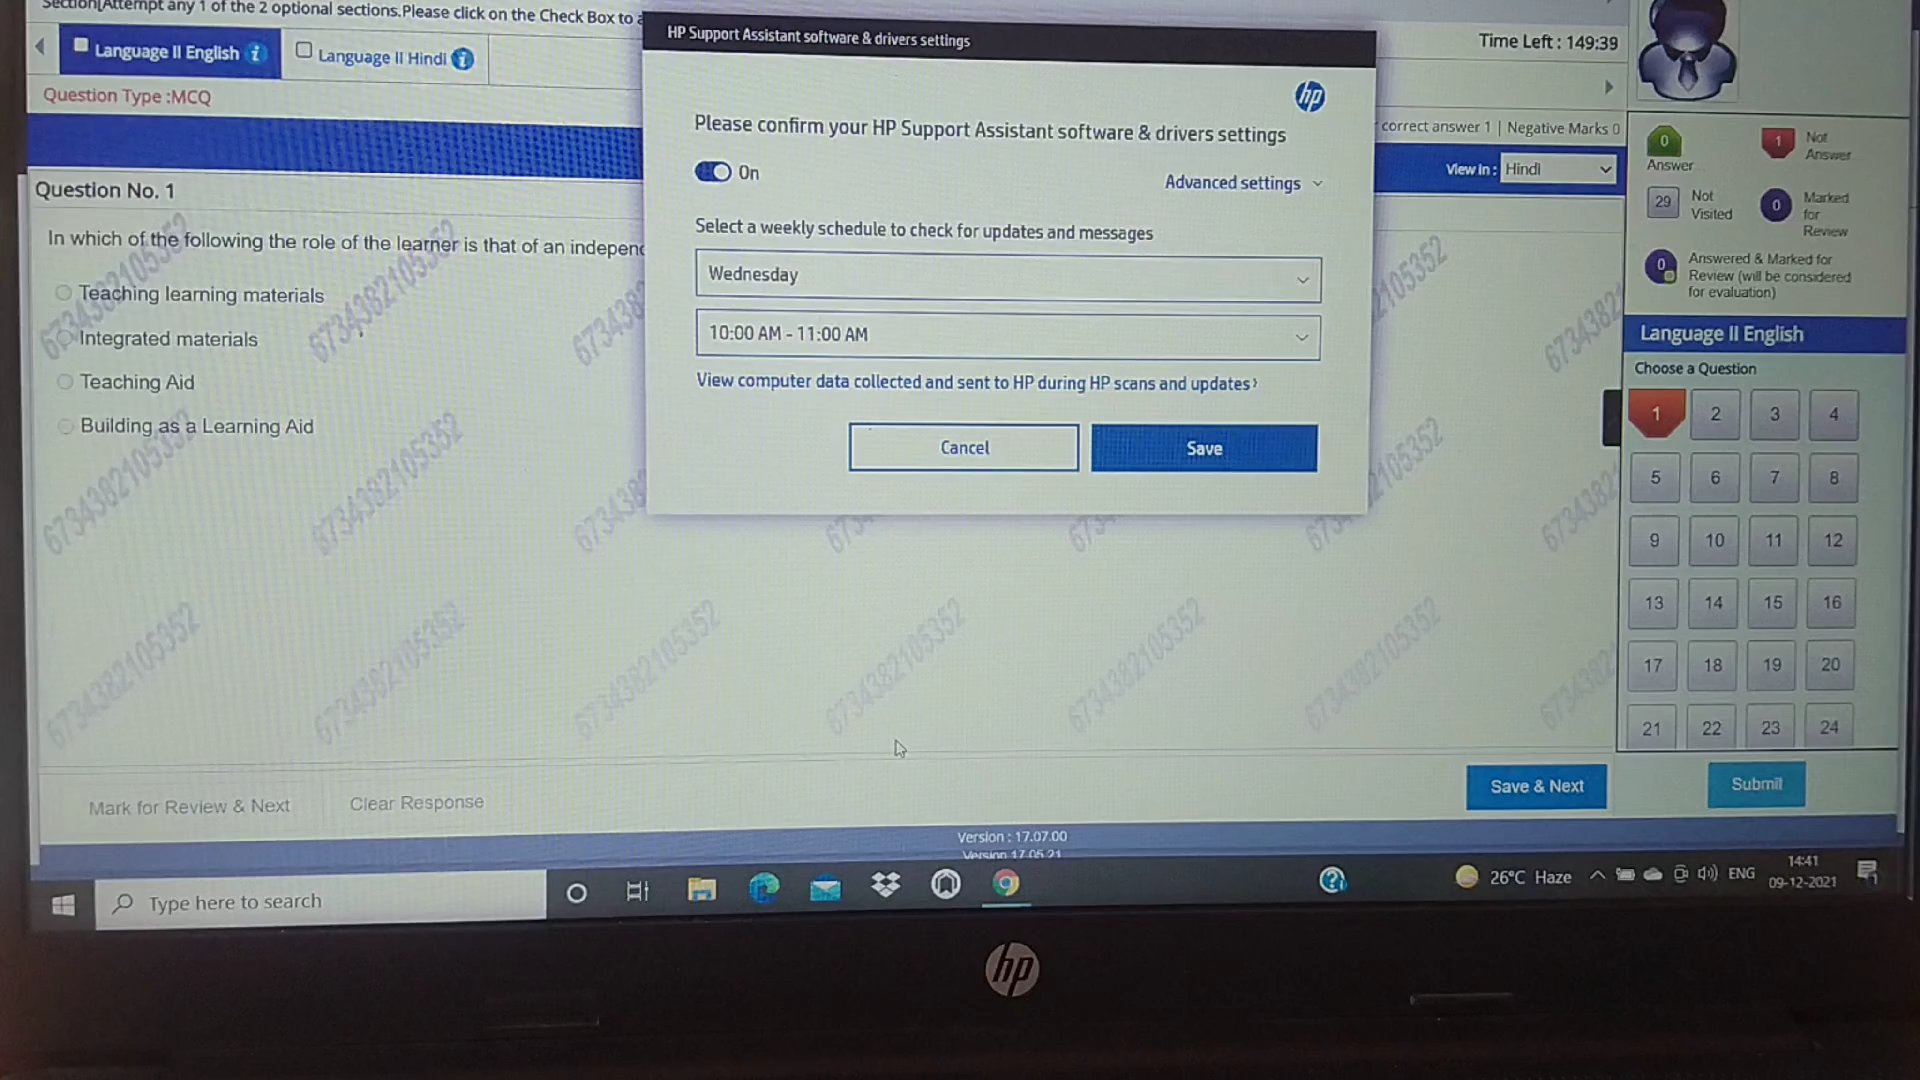 Section[Attempt any 1 of the 2 optional sections.Please click on the Check Box to
Language II English
Language II Hindi
Question Type :MCQ
Time Left : 149:39
correct answer 1 | Negative Marks 0
View in : Hindi
Question No. 1
In which of the following the role of the learner is that of an
Teaching learning materials
Integrated materials
Teaching Aid
Building as a Learning Aid
HP Support Assistant software & drivers settings
hp
Please confirm your HP Support Assistant software & drivers settings
On
Advanced settings
Select a weekly schedule to check for updates and messages
Wednesday
10:00 AM - 11:00 AM
View computer data collected and sent to HP during HP scans and updates›
Cancel
Save
0
Answer
1
Not
Answer
29
Not
Visited
0
Marked
for
Review
0
Answered & Marked for
Review (will be considered
for evaluation)
Language II English
Choose a Question
1 2 3 4
5 6 7 8
9 10 11 12
13 14 15 16
17 18 19 20
21 22 23 24
6734382105352
Mark for Review & Next
Clear Response
Save & Next
Submit
Version : 17.07.00
Version 17.05.21
Type here to search
26°C Haze
ENG
14:41
09-12-2021
hp